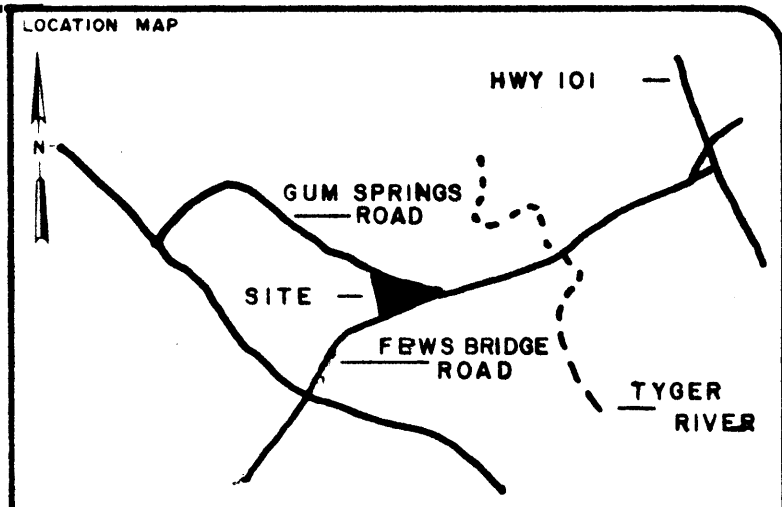 LOCATION MAP
HWY 101
N
GUM SPRINGS
ROAD
SITE
FEWS BRIDGE
ROAD
TYGER
RIVER